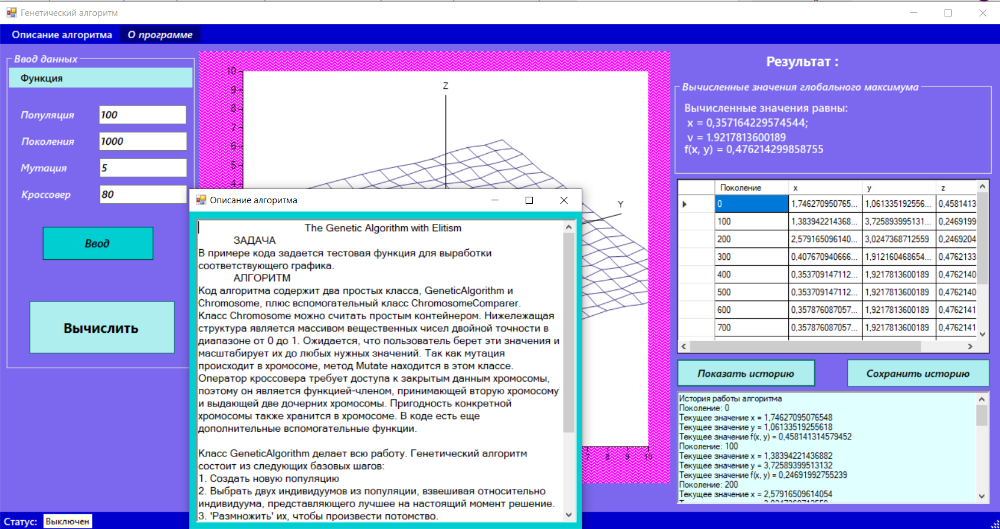 Генетический алгоритм
Описание алгоритма
О программе
Ввод данных
Функция
Популяция 100
Поколения 1000
Мутация 5
Кроссовер 80
Ввод
Вычислить
10
9
8
7
6
5
4
Z
Y
7 8 9 10
Описание алгоритма
The Genetic Algorithm with Elitism
ЗАДАЧА
В примере кода задается тестовая функция для выработки
соответствующего графика.
АЛГОРИТМ
Код алгоритма содержит два простых класса, GeneticAlgorithm и
Chromosome, плюс вспомогательный класс ChromosomeComparer.
Класс Chromosome можно считать простым контейнером. Нижележащая
структура является массивом вещественных чисел двойной точности в
диапазоне от 0 до 1. Ожидается, что пользователь берет эти значения и
масштабирует их до любых нужных значений. Так как мутация
происходит в хромосоме, метод Mutate находится в этом классе.
Оператор кроссовера требует доступа к закрытым данным хромосомы,
поэтому он является функцией-членом, принимающей вторую хромосому
и выдающей две дочерних хромосомы. Пригодность конкретной
хромосомы также хранится в хромосоме. В коде есть еще
дополнительные вспомогательные функции.
Класс GeneticAlgorithm делает всю работу. Генетический алгоритм
состоит из следующих базовых шагов:
1. Создать новую популяцию
2. Выбрать двух индивидуумов из популяции, взвешивая относительно
индивидуума, представляющего лучшее на настоящий момент решение.
3. 'Размножить' их, чтобы произвести потомство.
Результат :
Вычисленные значения глобального максимума
Вычисленные значения равны:
x = 0,357164229574544;
y = 1.9217813600189
f(x, y) = 0,476214299858755
Поколение x y z
0 1,746270950765... 1,061335192556... 0,4581413
100 1,383942214368... 3,725893995131... 0,2469199
200 2,579165096140... 3,0247368712559 0,2469204
300 0,407670940666... 1,912160468654... 0,4762133
400 0,353709147112... 1,9217813600189 0,4762140
500 0,353709147112... 1,9217813600189 0,4762140
600 0,357876087057... 1,9217813600189 0,4762141
700 0,357876087057... 1,9217813600189 0,4762141
Показать историю
Сохранить историю
История работы алгоритма
Поколение: 0
Текущее значение x = 1,74627095076548
Текущее значение y = 1,06133519255618
Текущее значение f(x, y) = 0,458141314579452
Поколение: 100
Текущее значение x = 1,38394221436882
Текущее значение y = 3,72589399513132
Текущее значение f(x, y) = 0,24691992755239
Поколение: 200
Текущее значение x = 2,57916509614054
Статус: Выключен